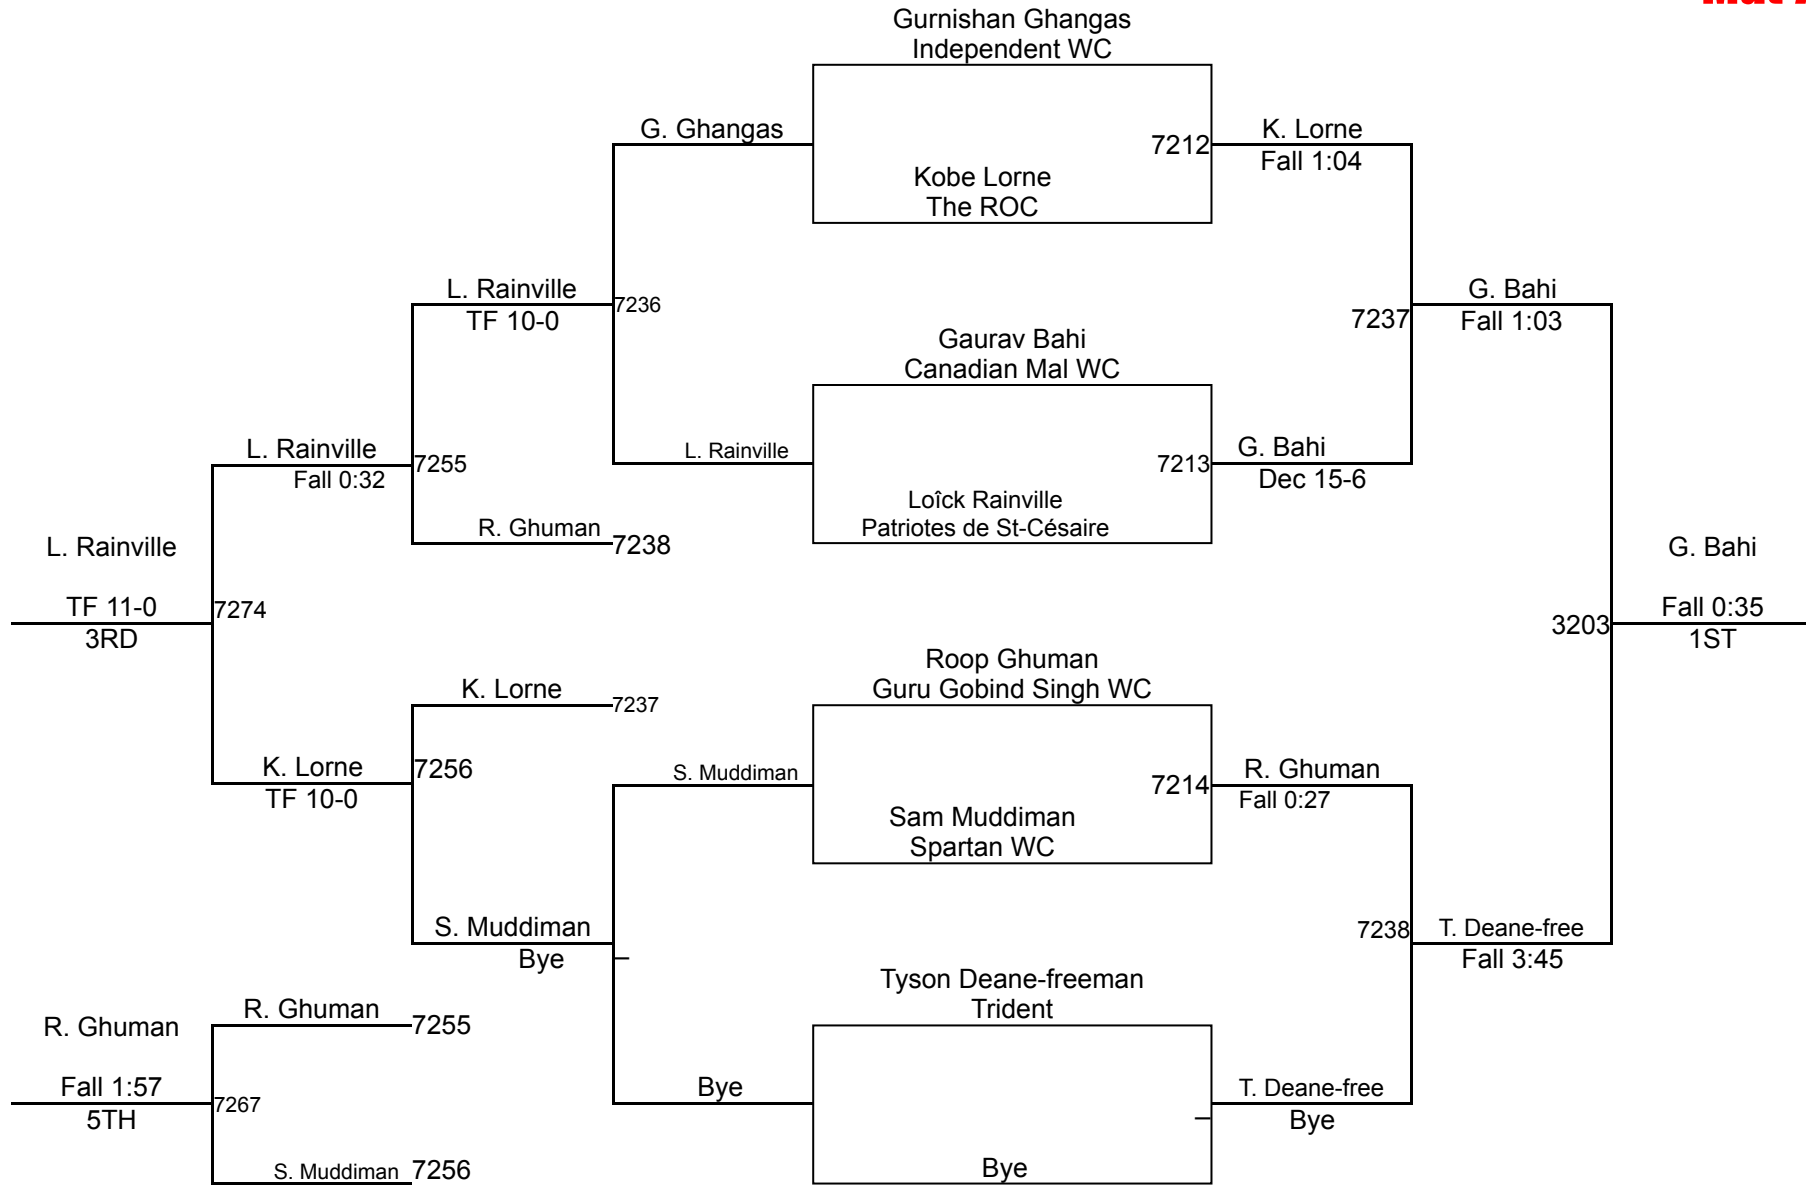 Gurnishan Ghangas
Independent WC
G. Ghangas
7212
K. Lorne
Fall 1:04
Kobe Lorne
The ROC
L. Rainville
TF 10-0
7236
G. Bahi
Fall 1:03
7237
Gaurav Bahi
Canadian Mal WC
L. Rainville
Fall 0:32
7255
L. Rainville
7213
G. Bahi
Dec 15-6
Loîck Rainville
Patriotes de St-Césaire
R. Ghuman
7238
L. Rainville
TF 11-0
3RD
7274
G. Bahi
Fall 0:35
1ST
3203
Roop Ghuman
Guru Gobind Singh WC
K. Lorne
7237
K. Lorne
TF 10-0
7256
S. Muddiman
7214
R. Ghuman
Fall 0:27
Sam Muddiman
Spartan WC
S. Muddiman
Bye
7238
T. Deane-free
Fall 3:45
Tyson Deane-freeman
Trident
R. Ghuman
7255
R. Ghuman
Fall 1:57
5TH
7267
Bye
T. Deane-free
Bye
S. Muddiman
7256
Bye